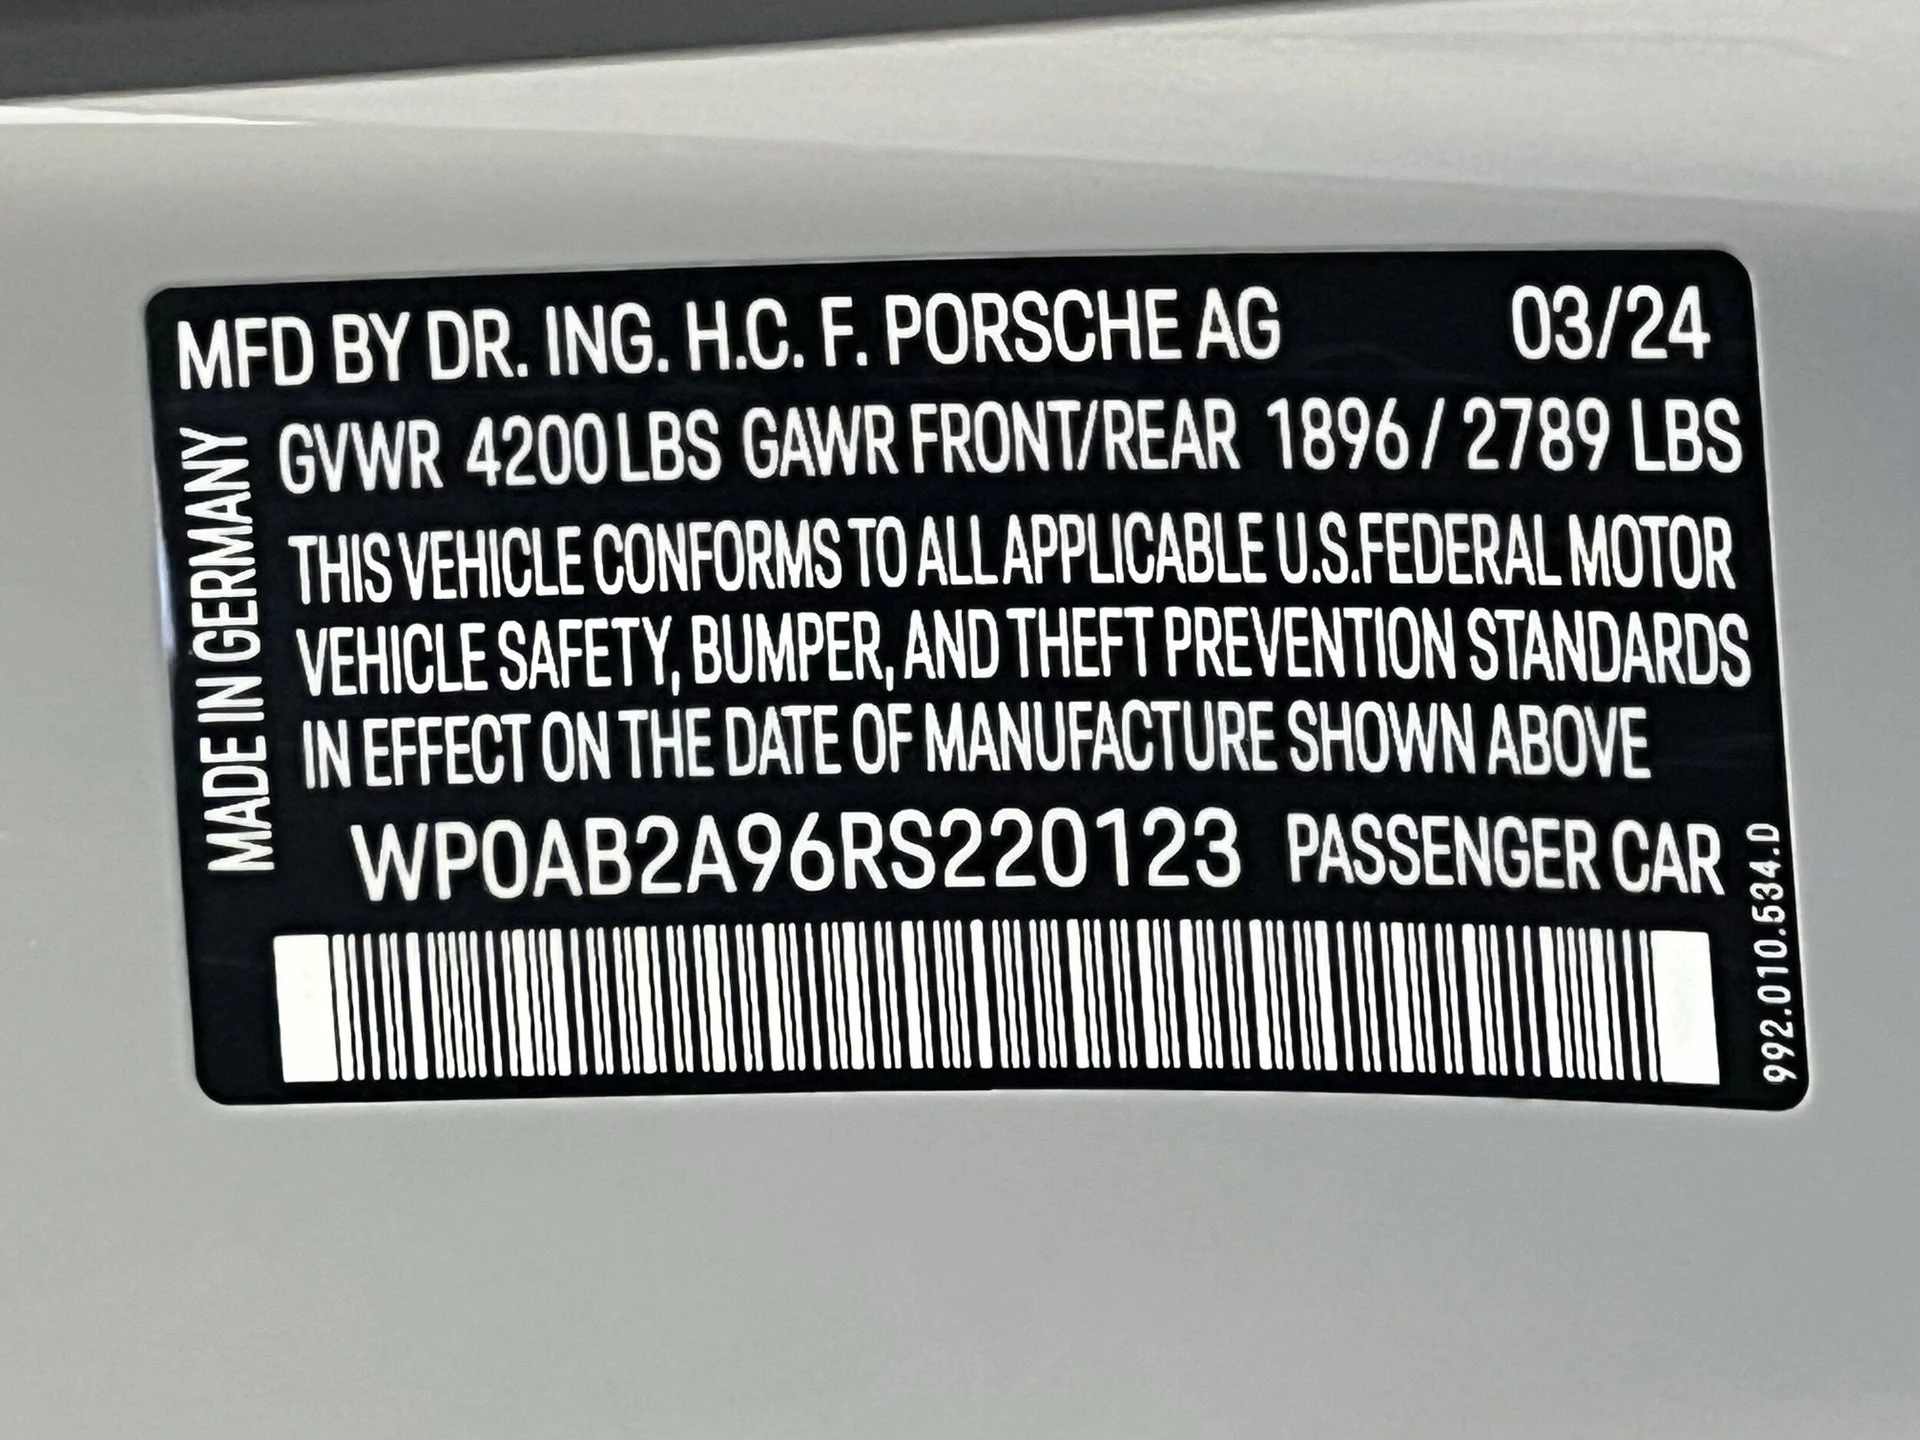 MFD BY DR. ING. H.C. F. PORSCHE AG 03/24
GVWR 4200 LBS GAWR FRONT/REAR 1896 / 2789 LBS
THIS VEHICLE CONFORMS TO ALL APPLICABLE U.S.FEDERAL MOTOR
VEHICLE SAFETY, BUMPER, AND THEFT PREVENTION STANDARDS
IN EFFECT ON THE DATE OF MANUFACTURE SHOWN ABOVE
WP0AB2A96RS220123 PASSENGER CAR
MADE IN GERMANY
992.010.534.D